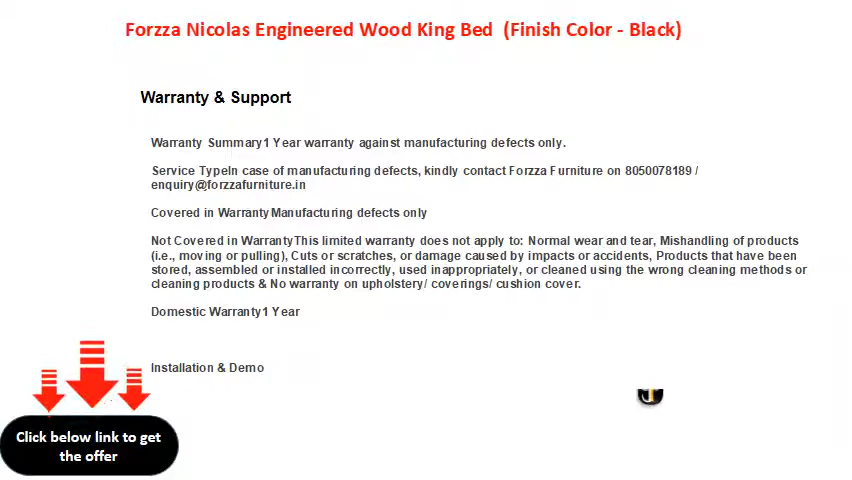 Forzza Nicolas Engineered Wood King Bed (Finish Color - Black)
Warranty & Support
Warranty Summary1 Year warranty against manufacturing defects only.
Service TypeIn case of manufacturing defects, kindly contact Forzza Furniture on 8050078189 /
enquiry@forzzafurniture.in
Covered in WarrantyManufacturing defects only
Not Covered in WarrantyThis limited warranty does not apply to: Normal wear and tear, Mishandling of products
(i.e., moving or pulling), Cuts or scratches, or damage caused by impacts or accidents, Products that have been
stored, assembled or installed incorrectly, used inappropriately, or cleaned using the wrong cleaning methods or
cleaning products & No warranty on upholstery/ coverings/ cushion cover.
Domestic Warranty1 Year
Installation & Demo
Click below link to get
the offer